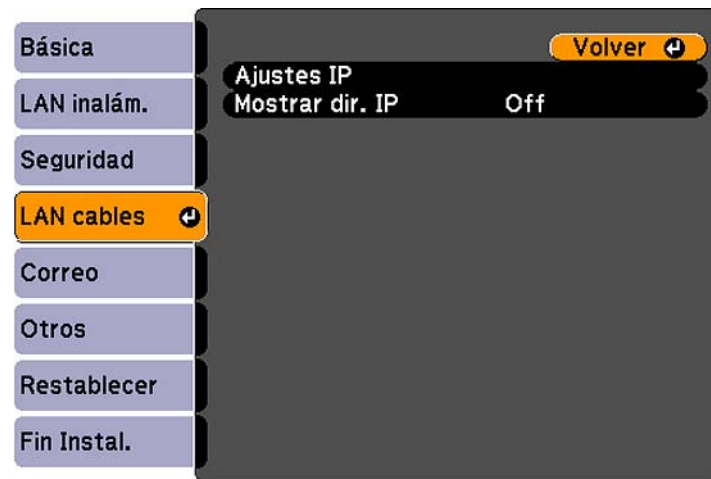 Básica
LAN inalám.
Seguridad
LAN cables
Correo
Otros
Restablecer
Fin Instal.
Volver
Ajustes IP
Mostrar dir. IP Off